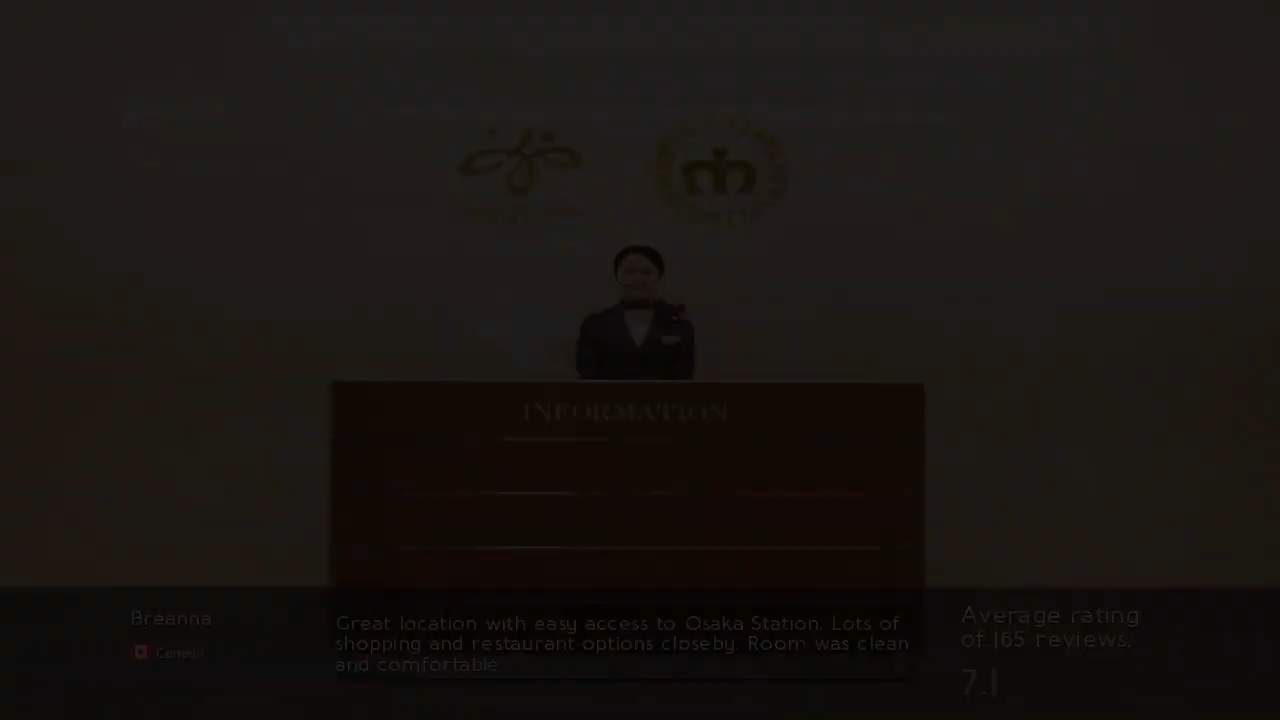 INFORMATION
Breanna
Canada
Great location with easy access to Osaka Station. Lots of
shopping and restaurant options closeby. Room was clean
and comfortable
Average rating
of 165 reviews.
7.1